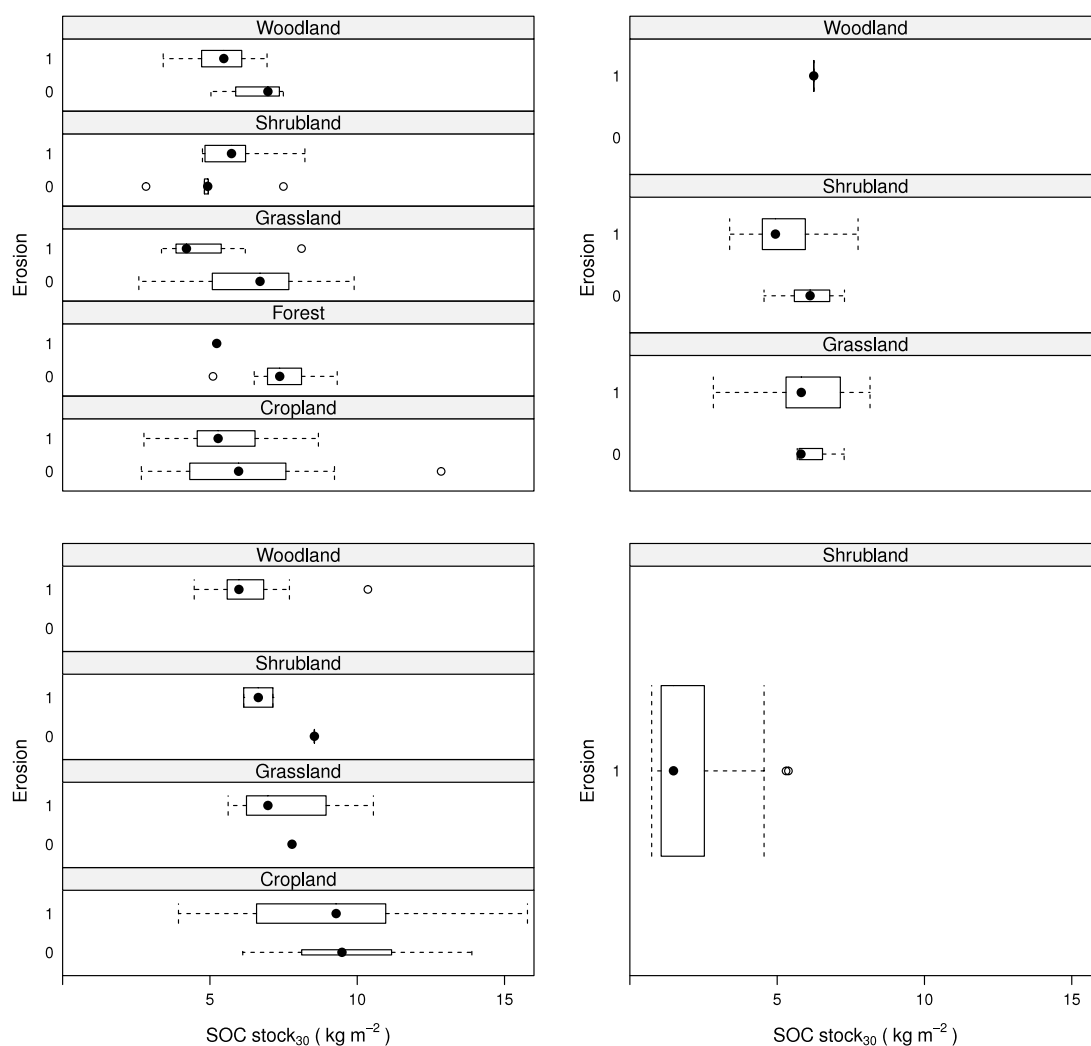 Woodland
1
0
Shrubland
1
0
Grassland
1
0
Forest
1
0
Cropland
1
0
Erosion
Woodland
1
0
Shrubland
1
0
Grassland
1
0
Erosion
Woodland
1
0
Shrubland
1
0
Grassland
1
0
Cropland
1
0
Erosion
5 10 15
SOC stock₃₀ ( kg m⁻² )
Shrubland
1
Erosion
5 10 15
SOC stock₃₀ ( kg m⁻² )